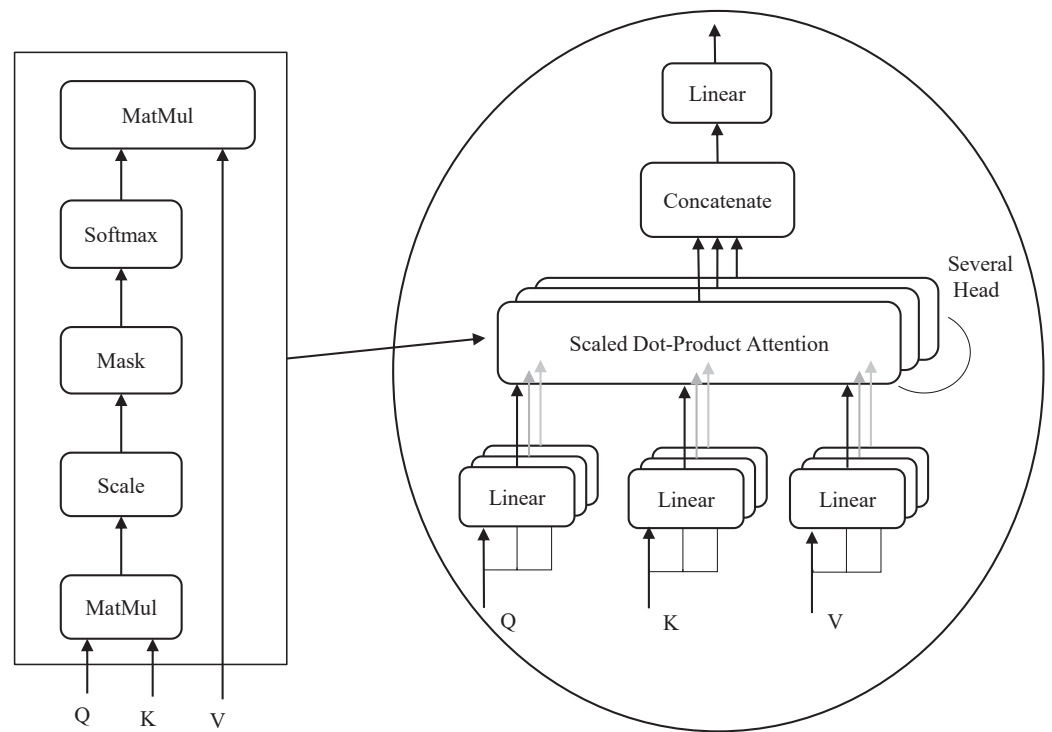 MatMul
Softmax
Mask
Scale
MatMul
Q
K
V
Linear
Concatenate
Several
Head
Scaled Dot-Product Attention
Linear
Linear
Linear
Q
K
V